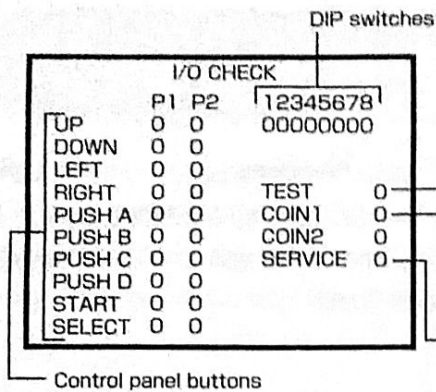 DIP switches
I/O CHECK
P1 P2 12345678
UP 0 0 00000000
DOWN 0 0
LEFT 0 0
RIGHT 0 0 TEST 0
PUSH A 0 0 COIN1 0
PUSH B 0 0 COIN2 0
PUSH C 0 0 SERVICE 0
PUSH D 0 0
START 0 0
SELECT 0 0
Control panel buttons